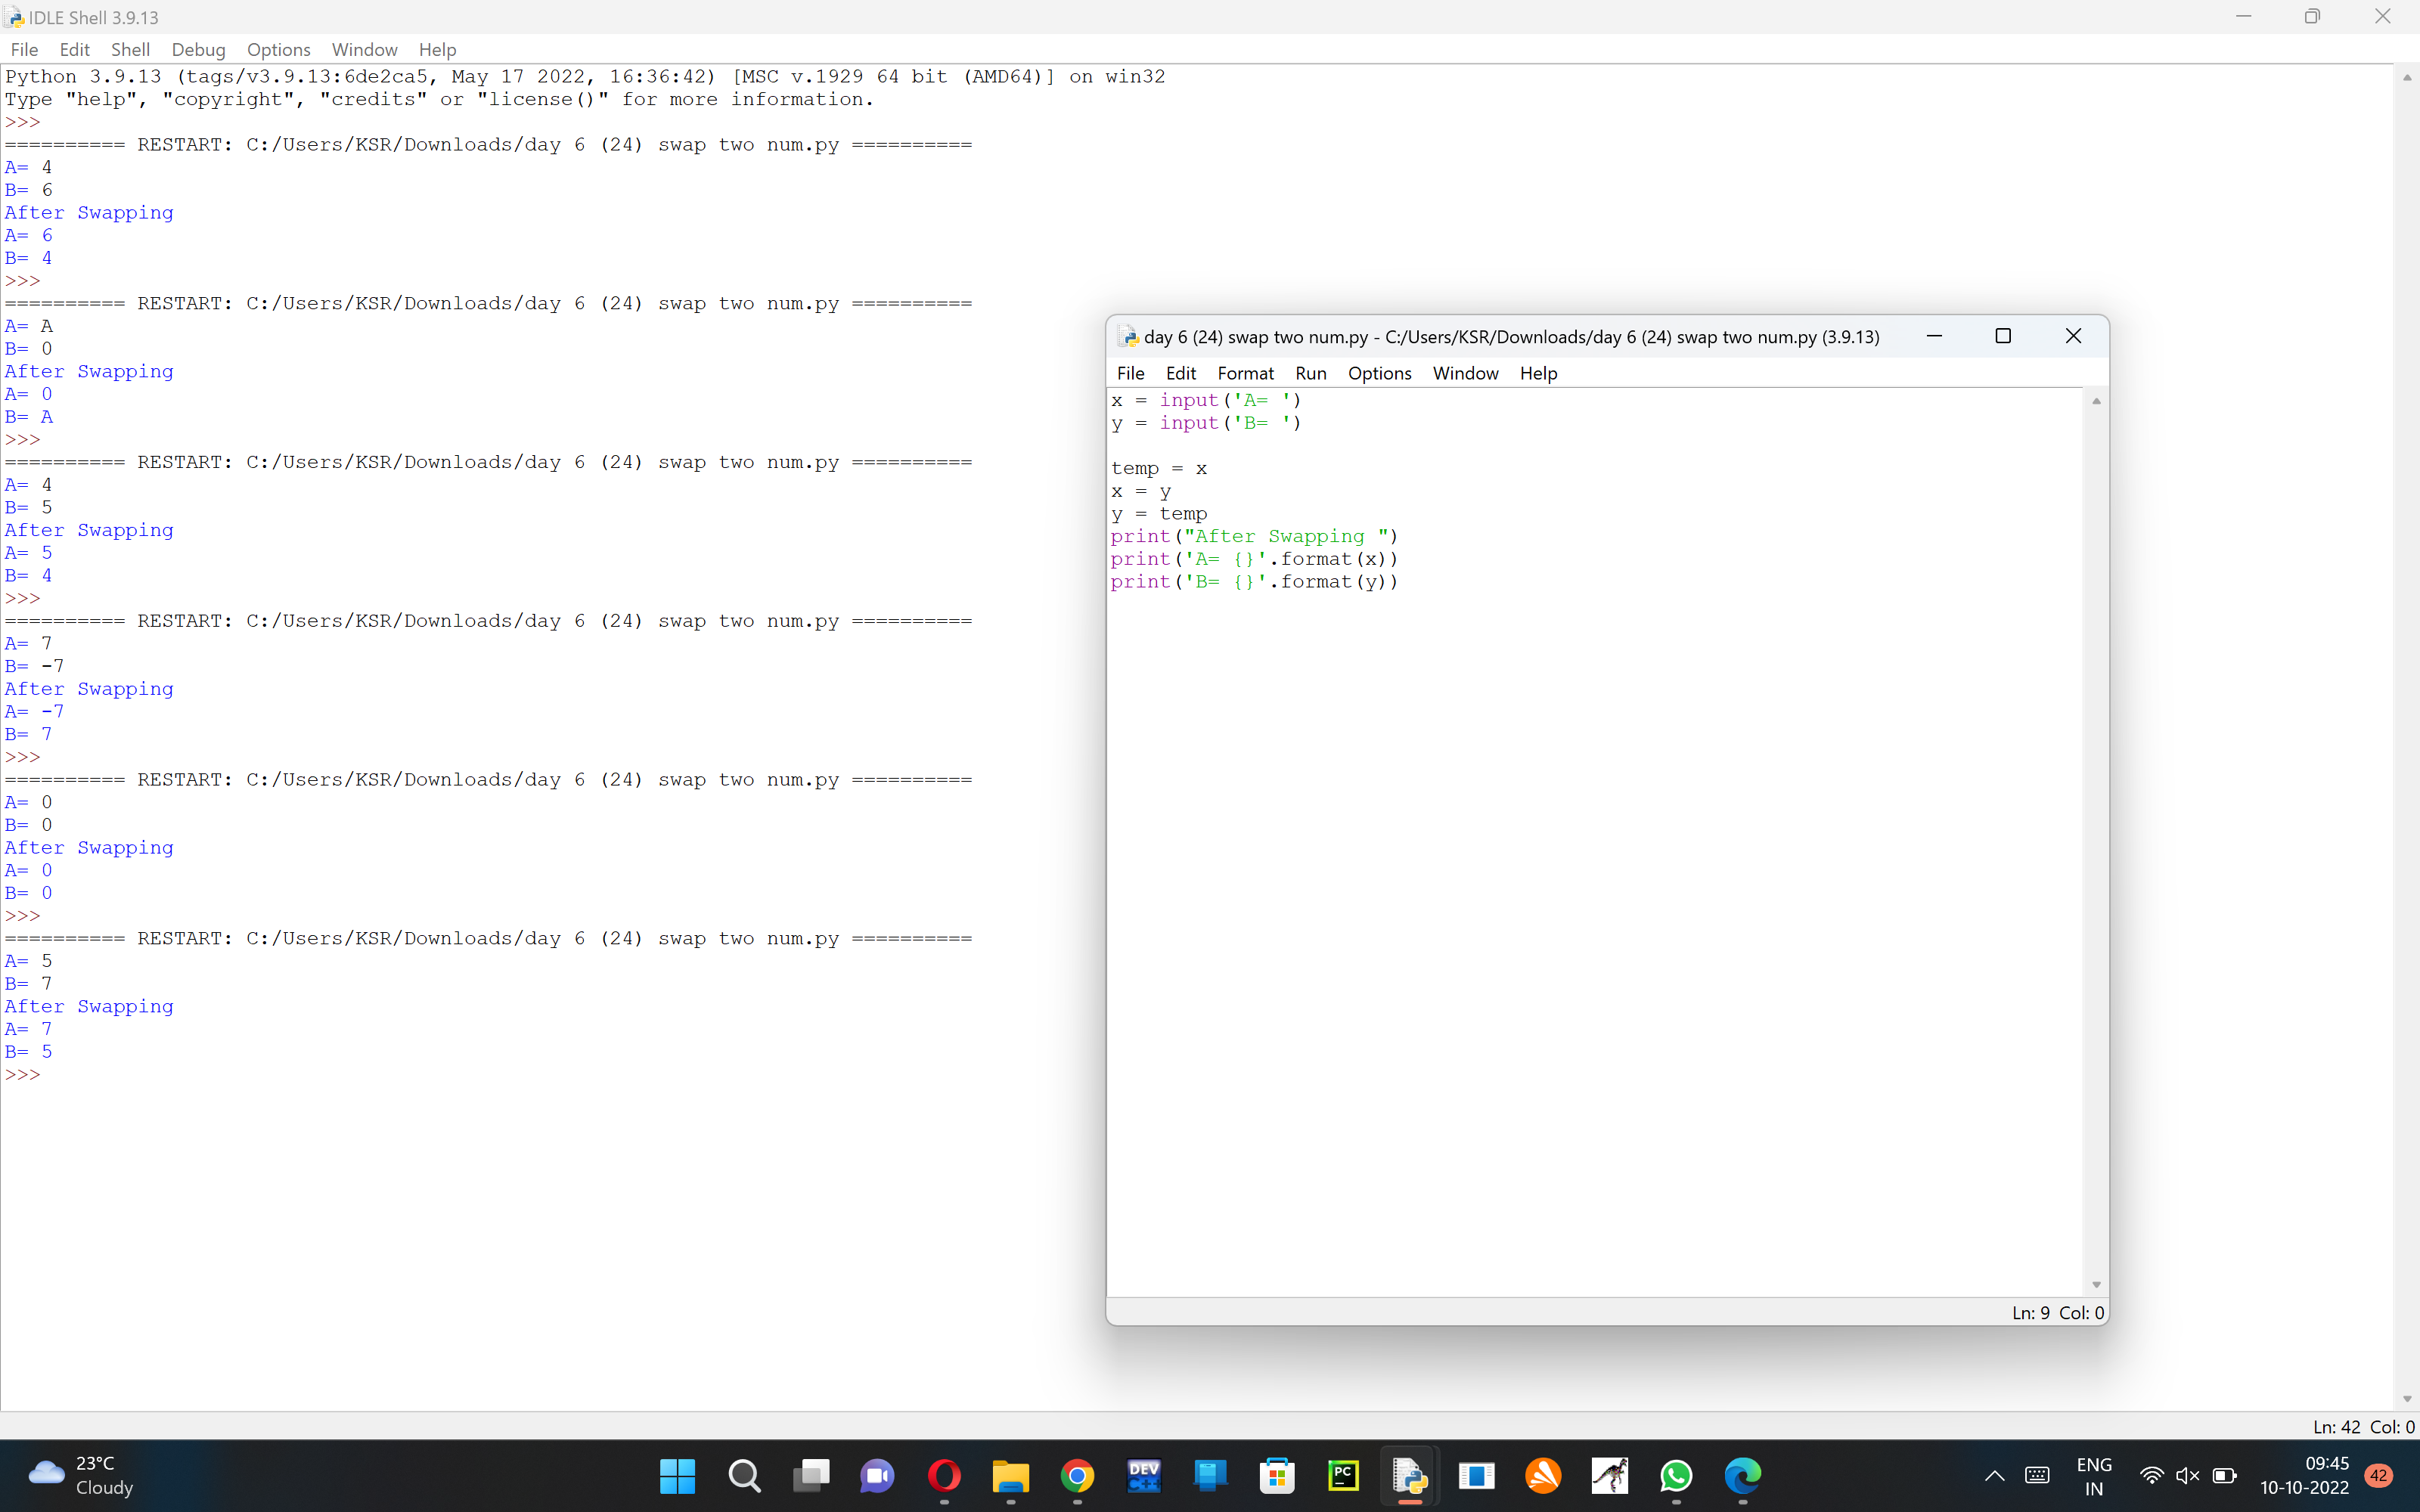 IDLE Shell 3.9.13
File Edit Shell Debug Options Window Help
Python 3.9.13 (tags/v3.9.13:6de2ca5, May 17 2022, 16:36:42) [MSC v.1929 64 bit (AMD64)] on win32
Type "help", "copyright", "credits" or "license()" for more information.
>>>
========== RESTART: C:/Users/KSR/Downloads/day 6 (24) swap two num.py ==========
A= 4
B= 6
After Swapping
A= 6
B= 4
>>>
========== RESTART: C:/Users/KSR/Downloads/day 6 (24) swap two num.py ==========
A= A
B= 0
After Swapping
A= 0
B= A
>>>
========== RESTART: C:/Users/KSR/Downloads/day 6 (24) swap two num.py ==========
A= 4
B= 5
After Swapping
A= 5
B= 4
>>>
========== RESTART: C:/Users/KSR/Downloads/day 6 (24) swap two num.py ==========
A= 7
B= -7
After Swapping
A= -7
B= 7
>>>
========== RESTART: C:/Users/KSR/Downloads/day 6 (24) swap two num.py ==========
A= 0
B= 0
After Swapping
A= 0
B= 0
>>>
========== RESTART: C:/Users/KSR/Downloads/day 6 (24) swap two num.py ==========
A= 5
B= 7
After Swapping
A= 7
B= 5
>>>
day 6 (24) swap two num.py - C:/Users/KSR/Downloads/day 6 (24) swap two num.py (3.9.13)
File Edit Format Run Options Window Help
x = input('A= ')
y = input('B= ')
temp = x
x = y
y = temp
print("After Swapping ")
print('A= {}'.format(x))
print('B= {}'.format(y))
Ln: 9 Col: 0
Ln: 42 Col: 0
23°C
Cloudy
DEV
C++
PC
ENG
IN
09:45
10-10-2022
42